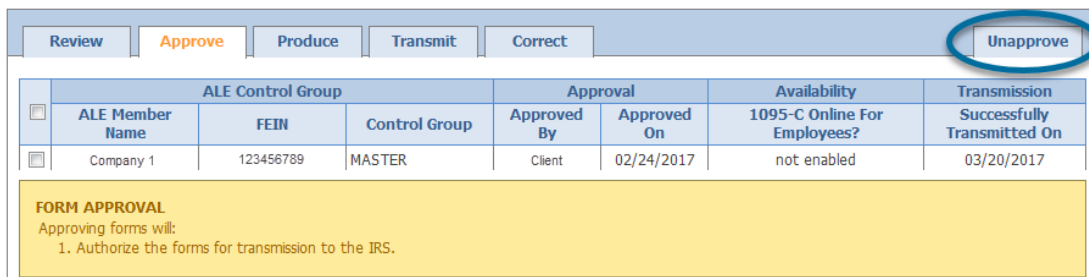 Review Approve Produce Transmit Correct Unapprove
ALE Control Group Approval Availability Transmission
ALE Member Name FEIN Control Group Approved By Approved On 1095-C Online For Employees? Successfully Transmitted On
Company 1 123456789 MASTER Client 02/24/2017 not enabled 03/20/2017
FORM APPROVAL
Approving forms will:
1. Authorize the forms for transmission to the IRS.